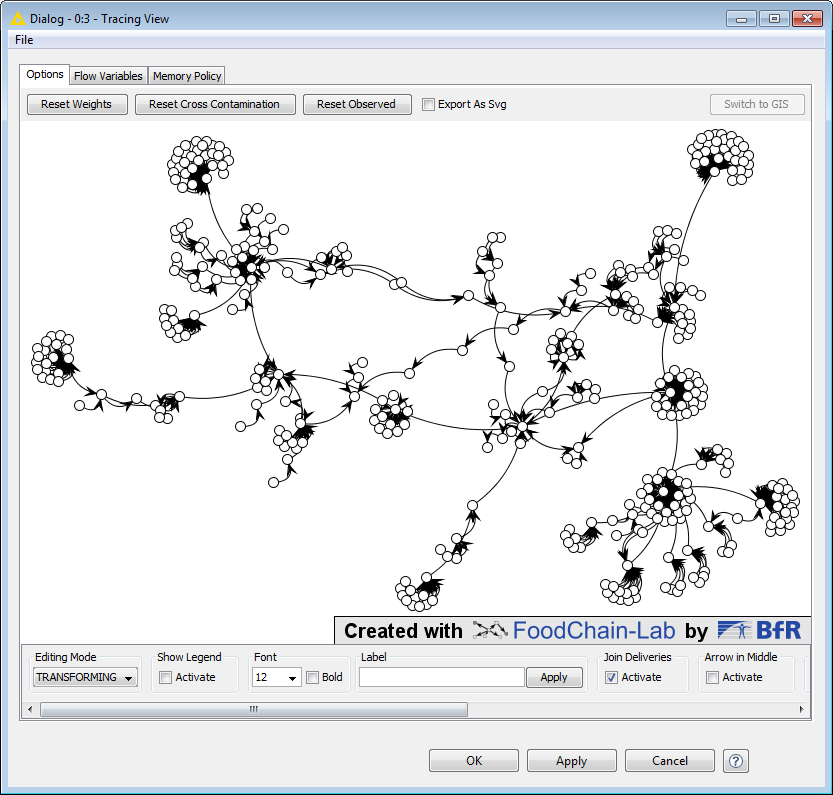 Dialog - 0:3 - Tracing View
File
Options Flow Variables Memory Policy
Reset Weights Reset Cross Contamination Reset Observed Export As Svg Switch to GIS
Created with FoodChain-Lab by BfR
Editing Mode Show Legend Font Label Join Deliveries Arrow in Middle
TRANSFORMING Activate 12 Bold Apply Activate Activate
OK Apply Cancel ?